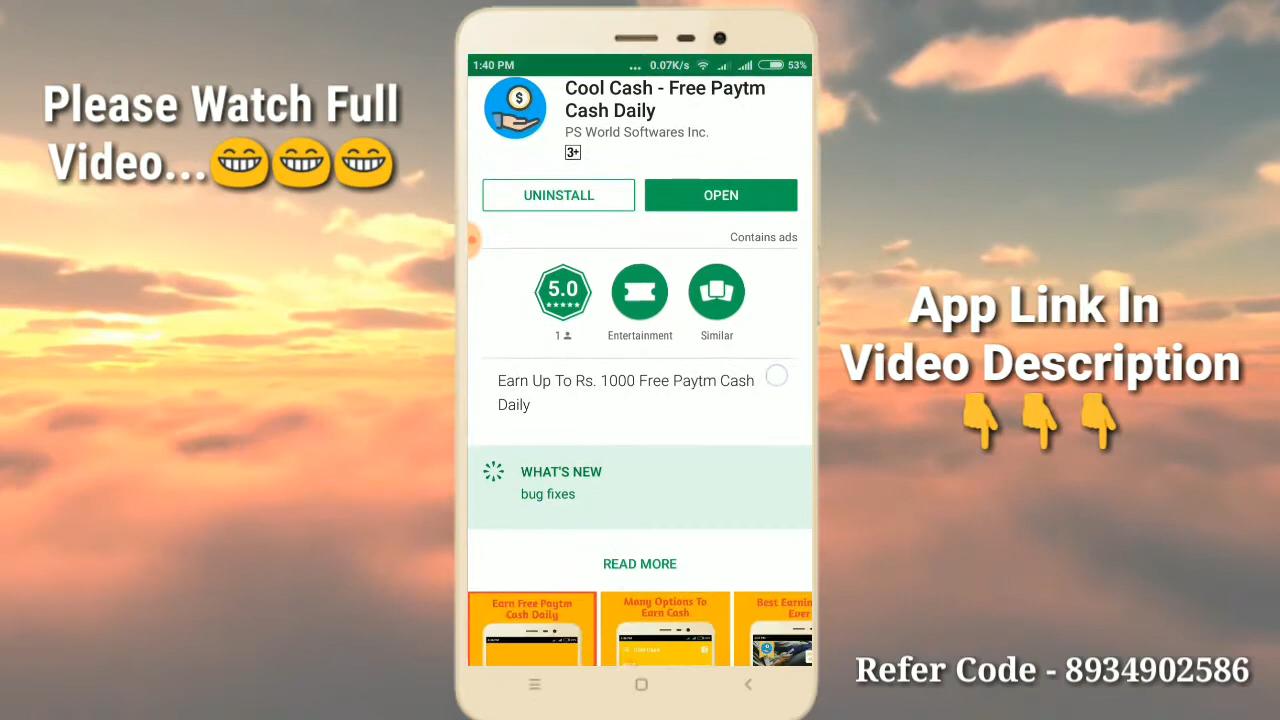 Please Watch Full
Video...😁😁😁
1:40 PM
... 0.07K/s
53%
Cool Cash - Free Paytm
Cash Daily
PS World Softwares Inc.
3+
UNINSTALL
OPEN
Contains ads
5.0
1
Entertainment
Similar
Earn Up To Rs. 1000 Free Paytm Cash
Daily
WHAT'S NEW
bug fixes
READ MORE
Earn Free Paytm
Cash Daily
Many Options To
Earn Cash
Best Earnin
Ever
App Link In
Video Description
👇👇👇
Refer Code - 8934902586